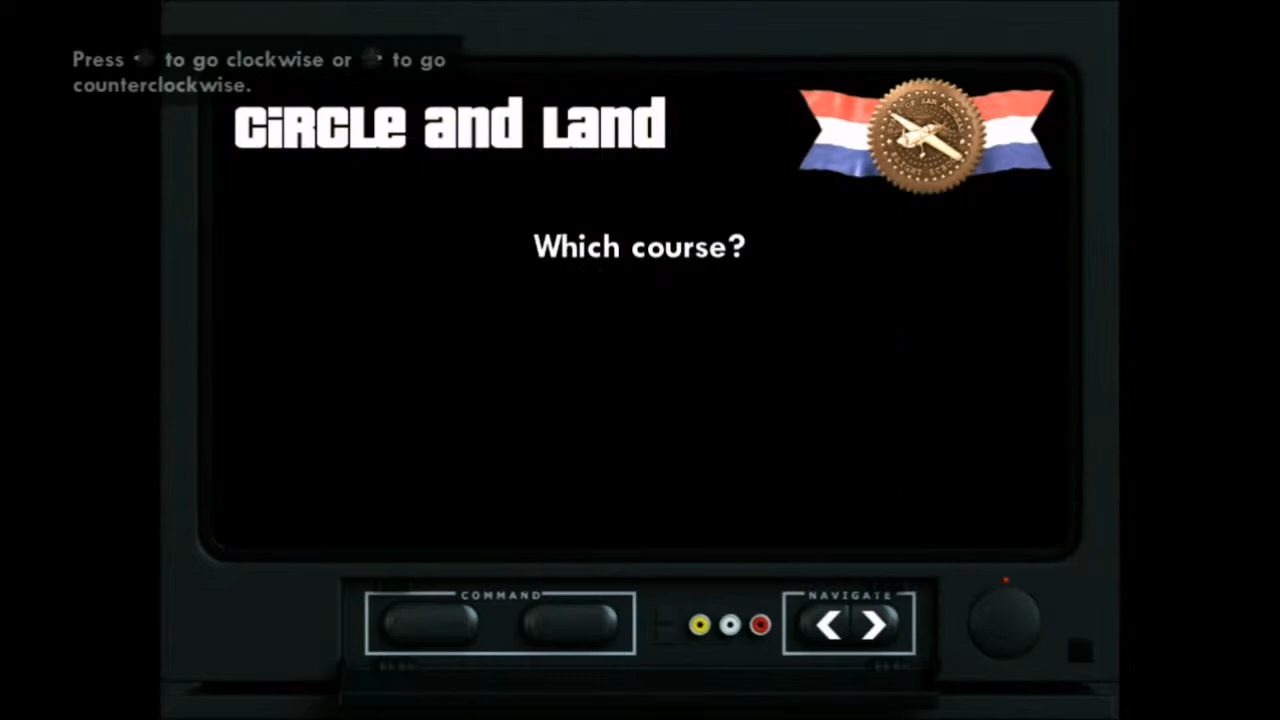 Press to go clockwise or to go
counterclockwise.
CiRCLe and Land
Which course?
COMMAND
NAVIGATE